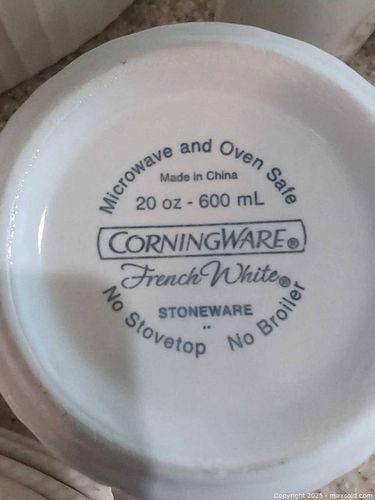 Microwave and Oven Safe
Made in China
20 oz - 600 mL
CORNINGWARE®
French White®
STONEWARE
No Stovetop No Broiler
Copyright © 2025 - maxsold.com